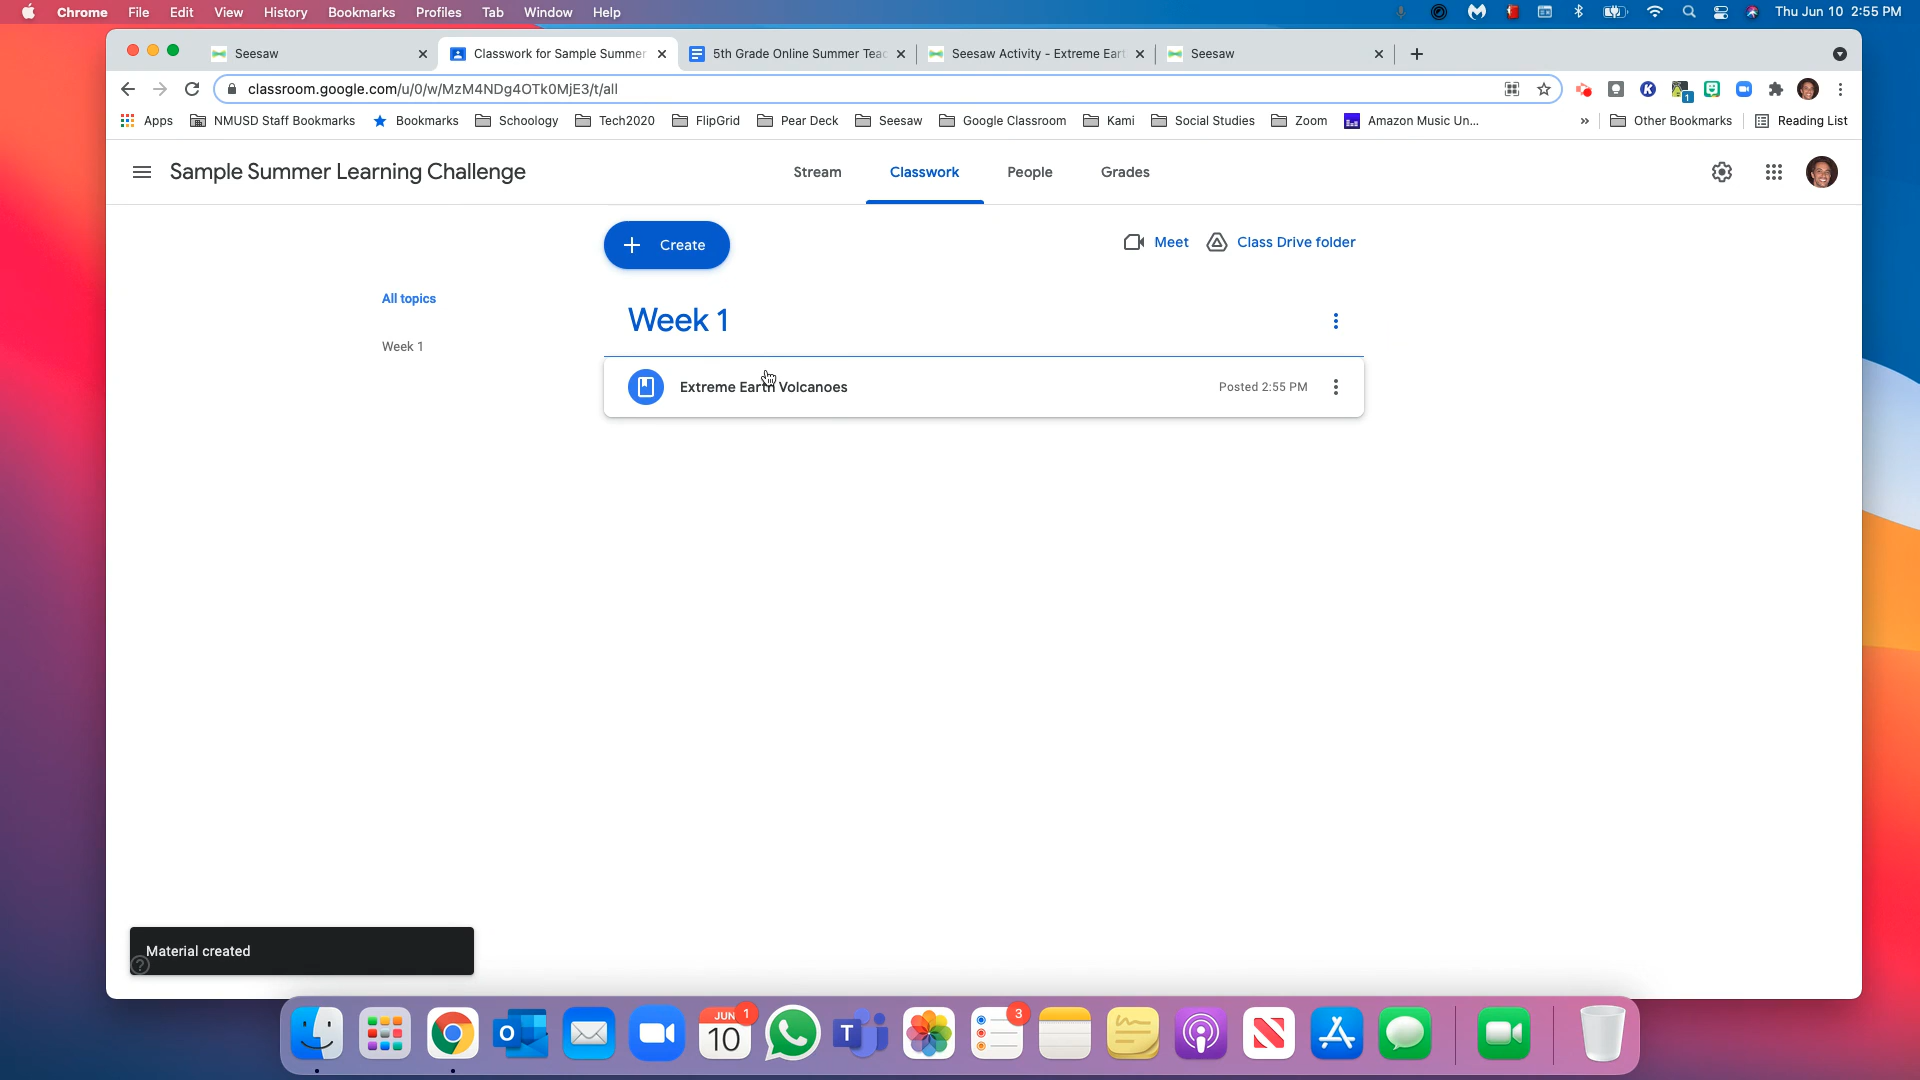 Chrome File Edit View History Bookmarks Profiles Tab Window Help Thu Jun 10 2:55 PM
Seesaw Classwork for Sample Summer 5th Grade Online Summer Teac Seesaw Activity - Extreme Eart Seesaw
classroom.google.com/u/0/w/MzM4NDg4OTk0MjE3/t/all
Apps NMUSD Staff Bookmarks Bookmarks Schoology Tech2020 FlipGrid Pear Deck Seesaw Google Classroom Kami Social Studies Zoom Amazon Music Un... » Other Bookmarks Reading List
Sample Summer Learning Challenge Stream Classwork People Grades
Create Meet Class Drive folder
All topics
Week 1
Week 1
Extreme Earth Volcanoes Posted 2:55 PM
Material created
JUN 1 3
10